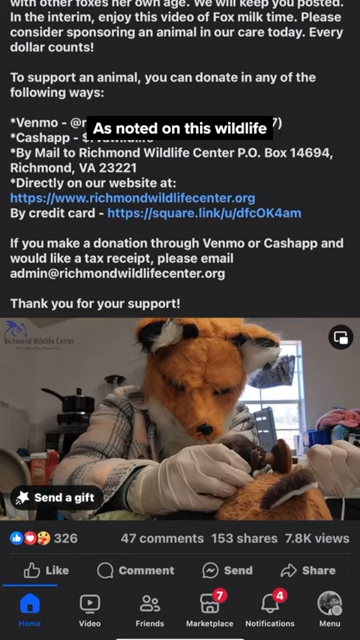 with other foxes her own age. We will keep you posted.
In the interim, enjoy this video of Fox milk time. Please
consider sponsoring an animal in our care today. Every
dollar counts!
To support an animal, you can donate in any of the
following ways:
*Venmo -
As noted on this wildlife
*Cashapp -
*By Mail to Richmond Wildlife Center P.O. Box 14694,
Richmond, VA 23221
*Directly on our website at:
https://www.richmondwildlifecenter.org
By credit card - https://square.link/u/dfcOK4am
If you make a donation through Venmo or Cashapp and
would like a tax receipt, please email
admin@richmondwildlifecenter.org
Thank you for your support!
Richmond Wildlife Center
Send a gift
326 47 comments 153 shares 7.8K views
Like Comment Send Share
7 4
Home Video Friends Marketplace Notifications Menu